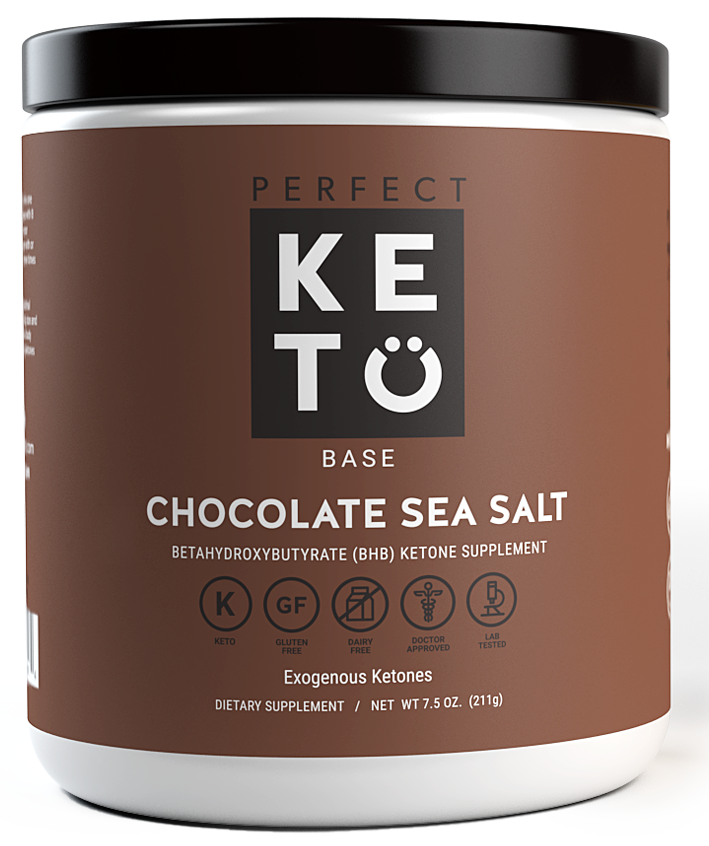 PERFECT
KE
TÖ
BASE
CHOCOLATE SEA SALT
BETAHYDROXYBUTYRATE (BHB) KETONE SUPPLEMENT
K
GF
KETO
GLUTEN
FREE
DAIRY
FREE
DOCTOR
APPROVED
LAB
TESTED
Exogenous Ketones
DIETARY SUPPLEMENT / NET WT 7.5 OZ. (211g)